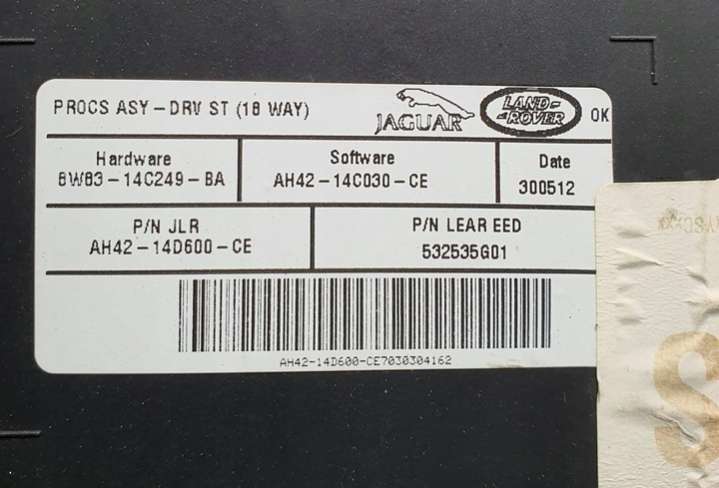 PROCS ASY-DRV ST (18 WAY)
JAGUAR
LAND-
-ROVER
OK
Hardware
8W83-14C249-BA
Software
AH42-14C030-CE
Date
300512
P/N JLR
AH42-14D600-CE
P/N LEAR EED
532535G01
AH42-14D600-CE7030304162
S